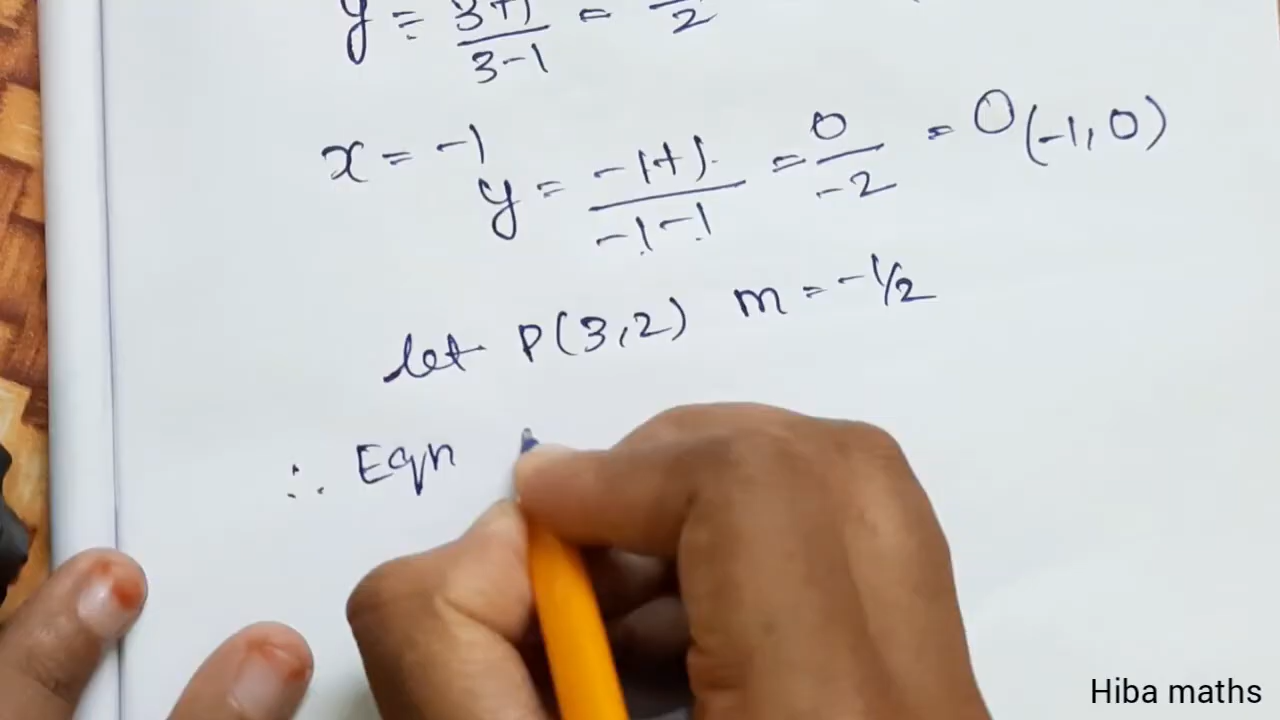 y = 3+1/3-1 = /2
x = -1
y = -1+1/-1-1 = 0/-2 = 0 (-1, 0)
let P(3,2) m = -1/2
∴ Eqn
Hiba maths